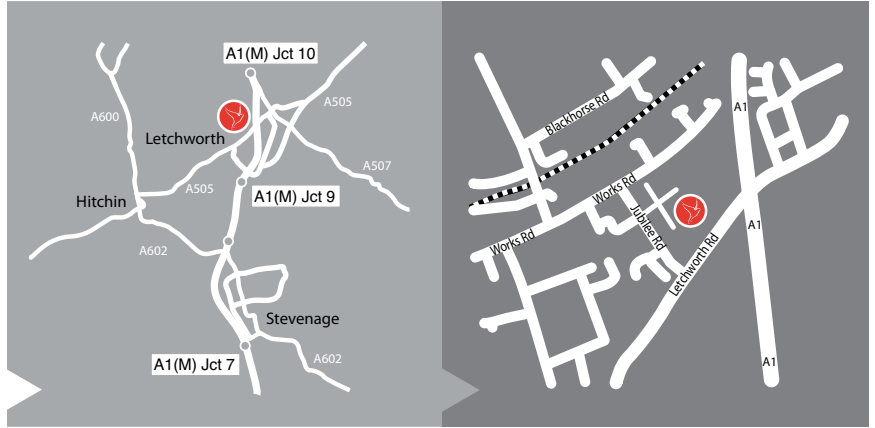 A1(M) Jct 10
A505
A600
Letchworth
A507
A505
A1(M) Jct 9
Hitchin
A602
Stevenage
A1(M) Jct 7
A602
Blackhorse Rd
A1
Works Rd
Jubilee Rd
A1
Works Rd
Letchworth Rd
A1